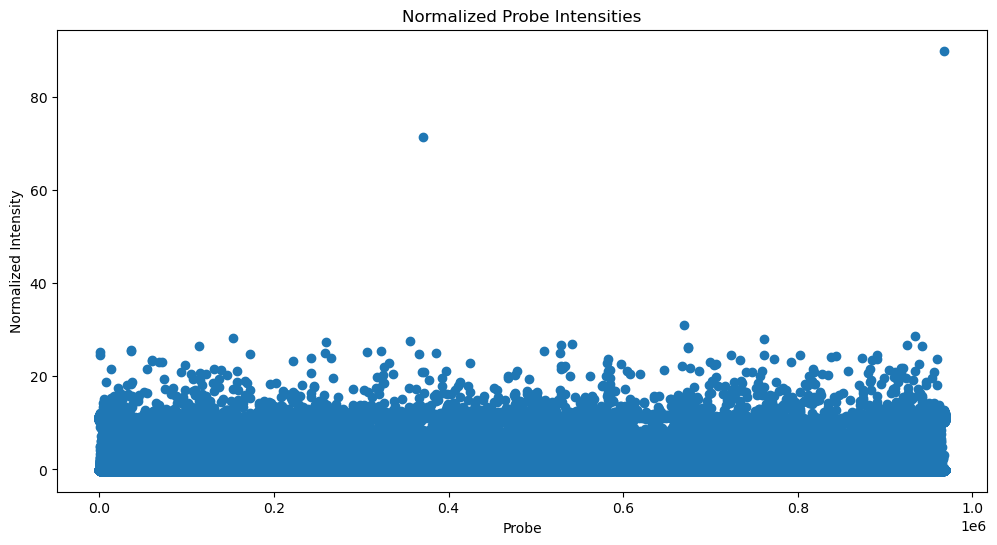 Normalized Probe Intensities
Normalized Intensity
80
60
40
20
0
0.0 0.2 0.4 0.6 0.8 1.0
1e6
Probe